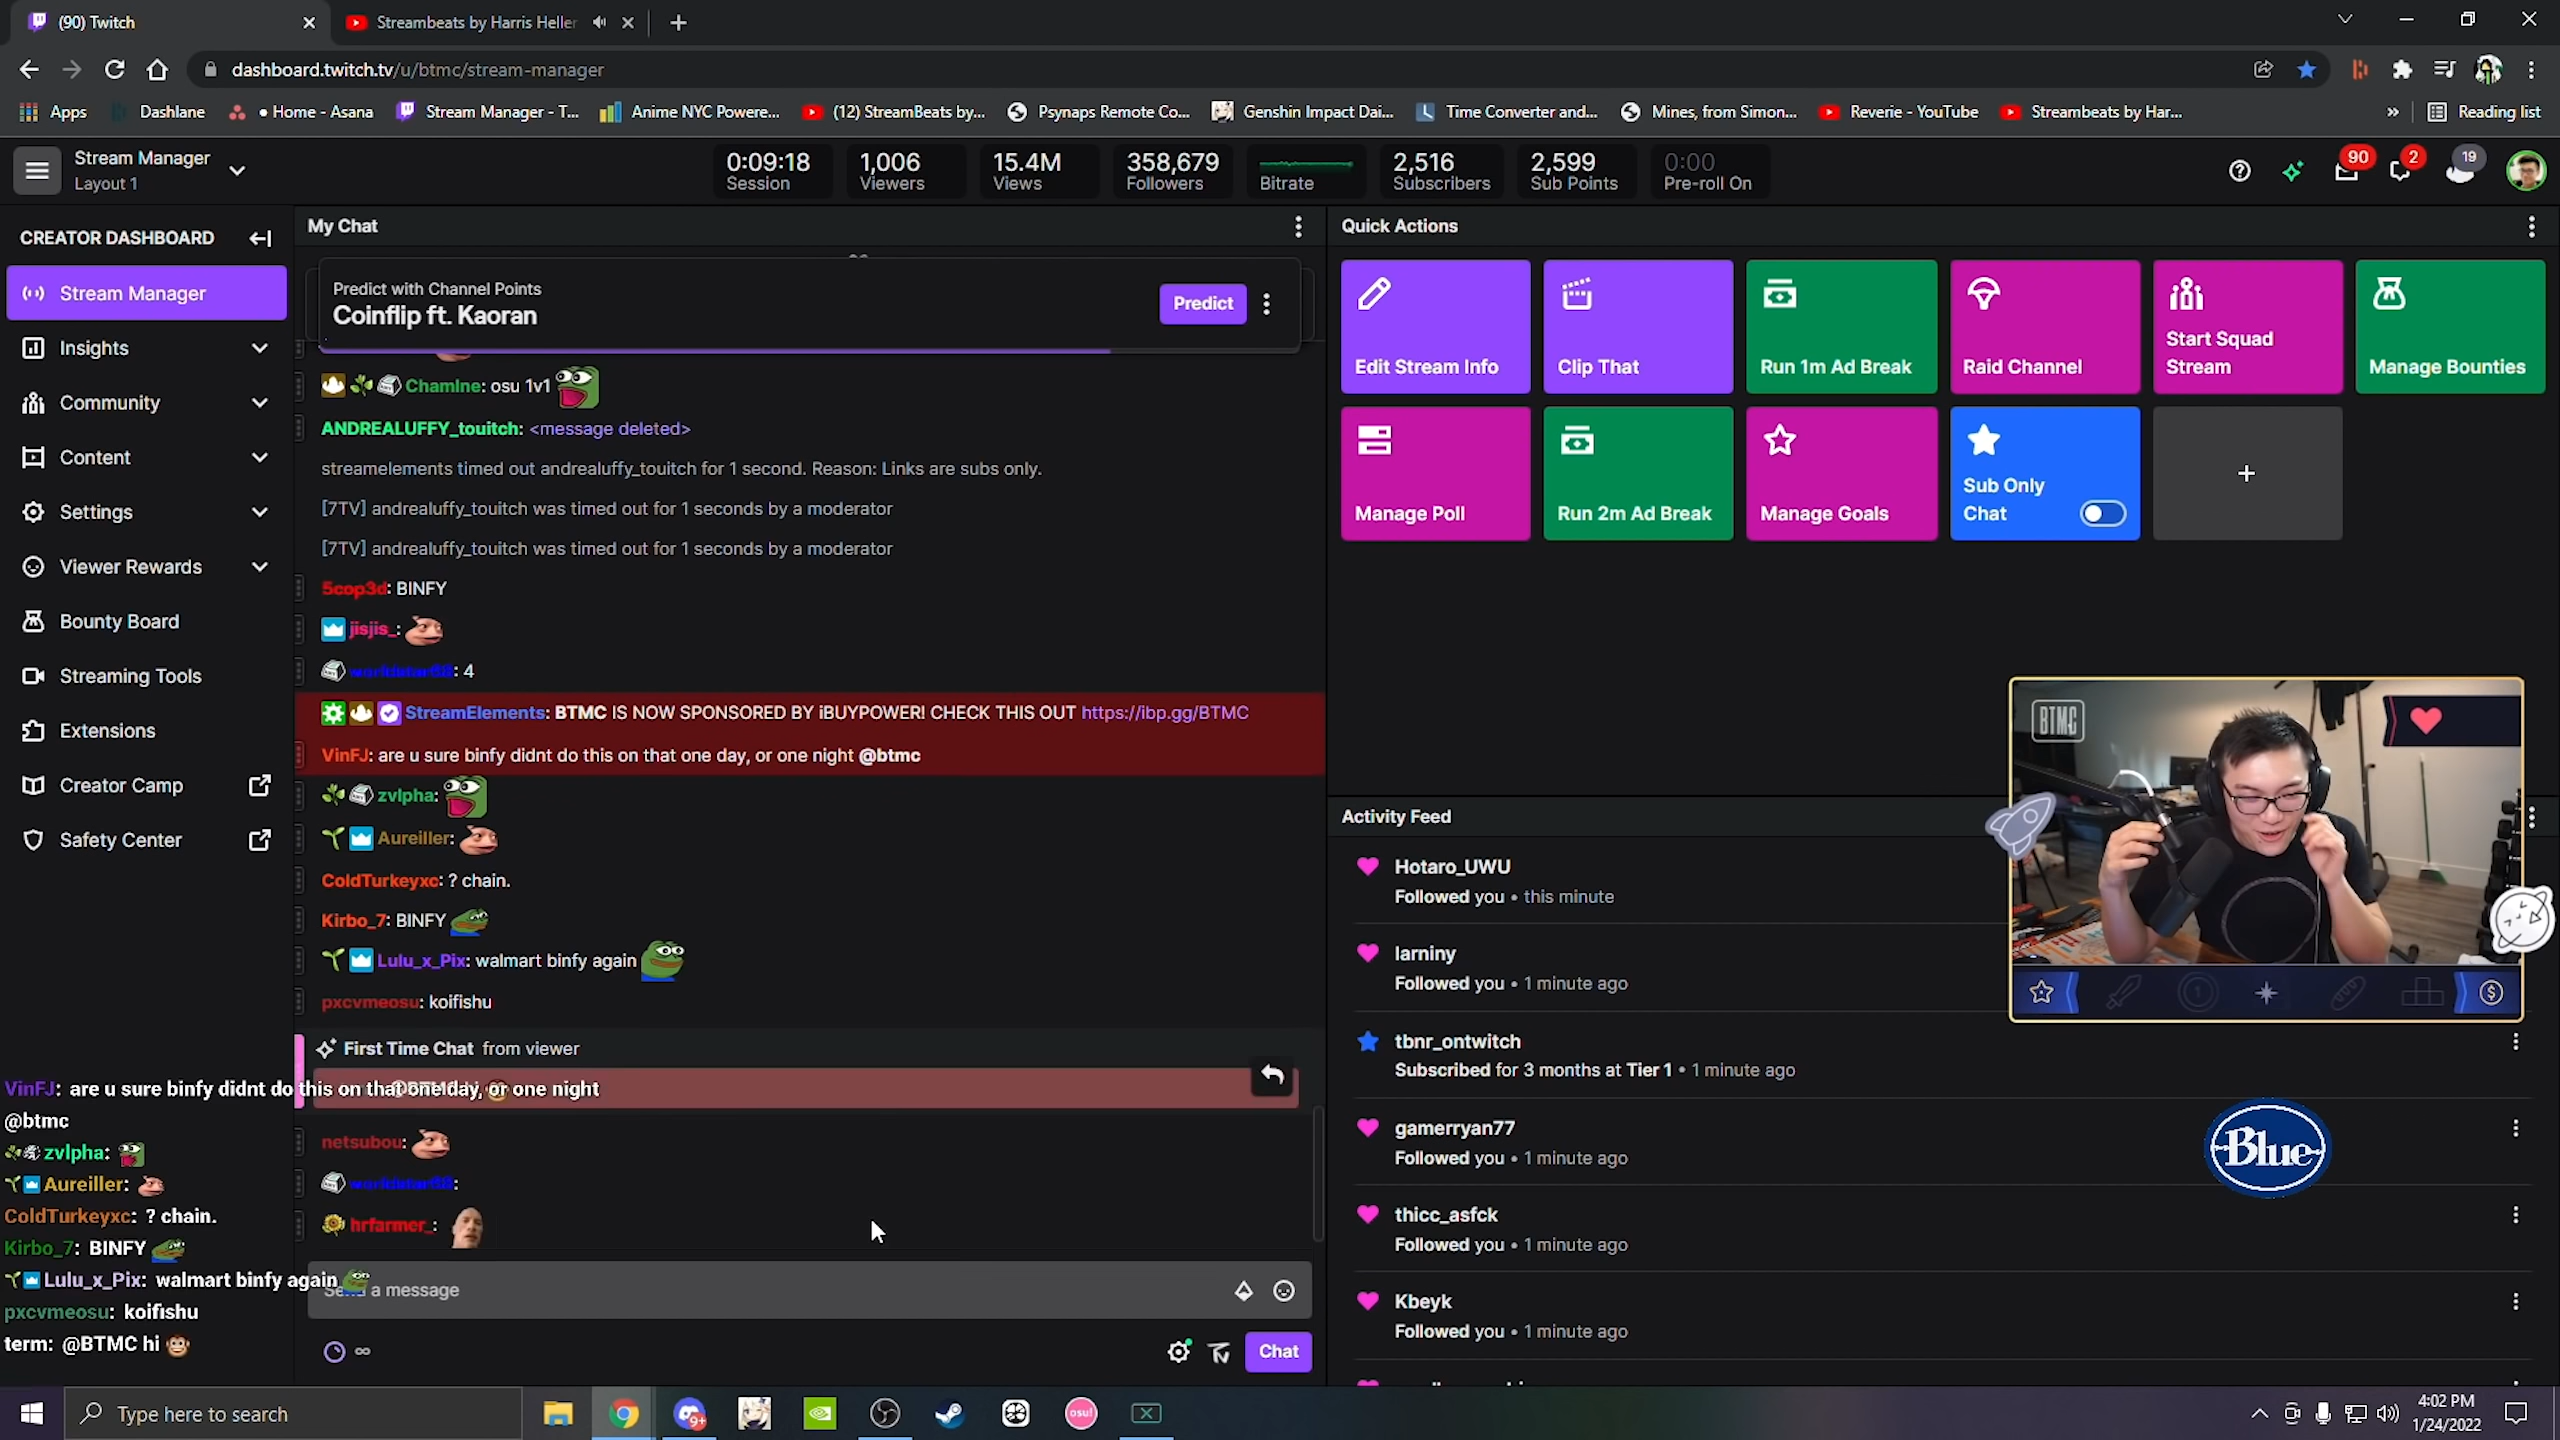 (90) Twitch
Streambeats by Harris Heller
dashboard.twitch.tv/u/btmc/stream-manager
Apps
Dashlane
• Home - Asana
Stream Manager - T...
Anime NYC Powere...
(12) StreamBeats by...
Psynaps Remote Co...
Genshin Impact Dai...
Time Converter and...
Mines, from Simon...
Reverie - YouTube
Streambeats by Har...
»
Reading list
Stream Manager
Layout 1
0:09:18
Session
1,006
Viewers
15.4M
Views
358,679
Followers
Bitrate
2,516
Subscribers
2,599
Sub Points
0:00
Pre-roll On
90
2
19
CREATOR DASHBOARD
Stream Manager
Insights
Community
Content
Settings
Viewer Rewards
Bounty Board
Streaming Tools
Extensions
Creator Camp
Safety Center
My Chat
Predict with Channel Points
Coinflip ft. Kaoran
Predict
ChamIne: osu 1v1
ANDREALUFFY_touitch: <message deleted>
streamelements timed out andrealuffy_touitch for 1 second. Reason: Links are subs only.
[7TV] andrealuffy_touitch was timed out for 1 seconds by a moderator
[7TV] andrealuffy_touitch was timed out for 1 seconds by a moderator
5cop3d: BINFY
jisjis_:
: 4
StreamElements: BTMC IS NOW SPONSORED BY iBUYPOWER! CHECK THIS OUT https://ibp.gg/BTMC
VinFJ: are u sure binfy didnt do this on that one day, or one night @btmc
zvlpha:
Aureiller:
ColdTurkeyxc: ? chain.
Kirbo_7: BINFY
Lulu_x_Pix: walmart binfy again
pxcvmeosu: koifishu
First Time Chat from viewer
netsubou:
hrfarmer_:
Send a message
∞
Chat
VinFJ: are u sure binfy didnt do this on that one day, or one night
@btmc
zvlpha:
Aureiller:
ColdTurkeyxc: ? chain.
Kirbo_7: BINFY
Lulu_x_Pix: walmart binfy again
pxcvmeosu: koifishu
term: @BTMC hi
Quick Actions
Edit Stream Info
Clip That
Run 1m Ad Break
Raid Channel
Start Squad
Stream
Manage Bounties
Manage Poll
Run 2m Ad Break
Manage Goals
Sub Only
Chat
+
BTMC
Activity Feed
Hotaro_UWU
Followed you • this minute
larniny
Followed you • 1 minute ago
tbnr_ontwitch
Subscribed for 3 months at Tier 1 • 1 minute ago
gamerryan77
Followed you • 1 minute ago
thicc_asfck
Followed you • 1 minute ago
Kbeyk
Followed you • 1 minute ago
Blue
Type here to search
9+
osu!
4:02 PM
1/24/2022